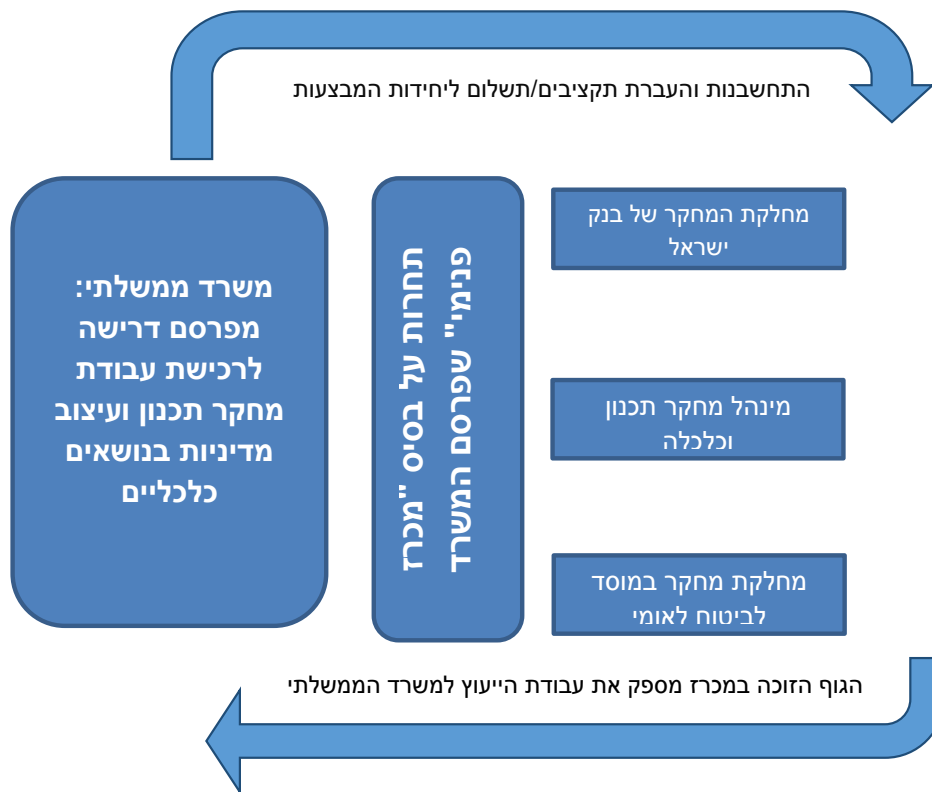 התחשבנות והעברת תקציבים/תשלום ליחידות המבצעות
משרד ממשלתי:
מפרסם דרישה
לרכישת עבודת
מחקר תכנון ועיצוב
מדיניות בנושאים
כלכליים
תחרות על בסיס "מכרז
פנימי" שפרסם המשרד
מחלקת המחקר של בנק
ישראל
מינהל מחקר תכנון
וכלכלה
מחלקת מחקר במוסד
לביטוח לאומי
הגוף הזוכה במכרז מספק את עבודת הייעוץ למשרד הממשלתי